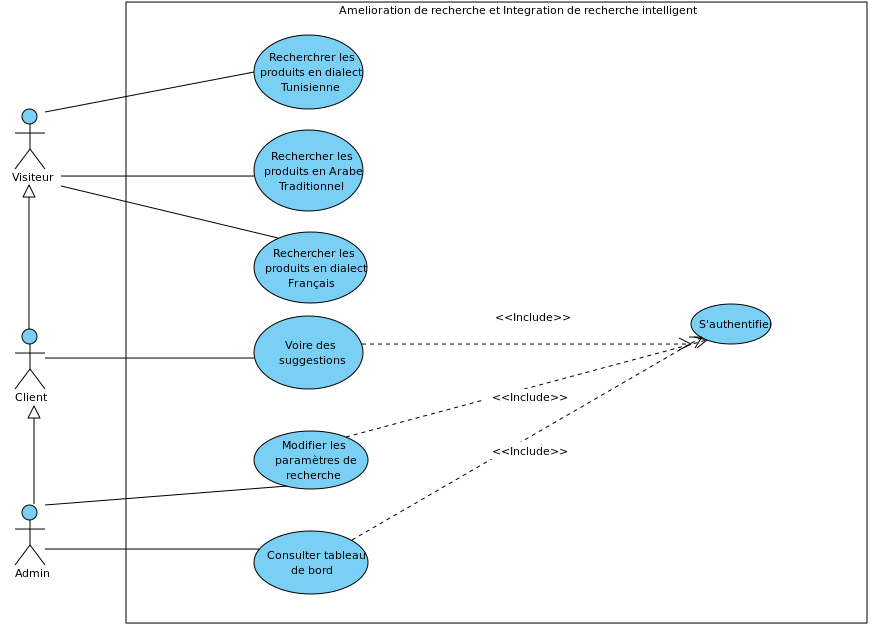 Amelioration de recherche et Integration de recherche intelligent
Recherchrer les
produits en dialect
Tunisienne
Visiteur
Rechercher les
produits en Arabe
Traditionnel
Rechercher les
produits en dialect
Français
<<Include>>
S'authentifie
Voire des
suggestions
Client
<<Include>>
Modifier les
paramètres de
recherche
<<Include>>
Admin
Consulter tableau
de bord